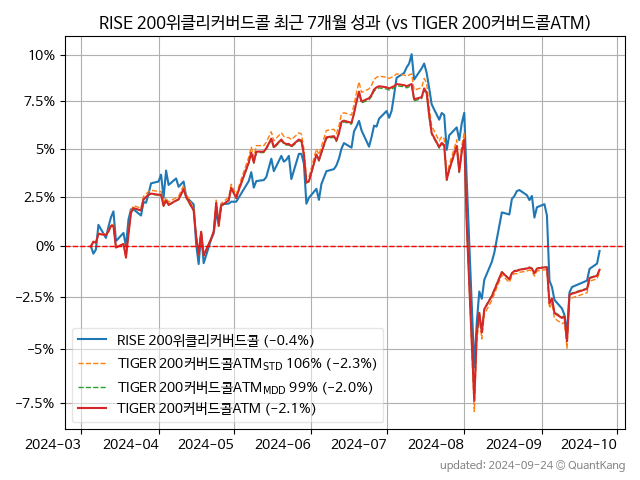 RISE 200위클리커버드콜 최근 7개월 성과 (vs TIGER 200커버드콜ATM)
10%
7.5%
5%
2.5%
0%
−2.5%
−5%
−7.5%
RISE 200위클리커버드콜 (−0.4%)
TIGER 200커버드콜ATM STD 106% (−2.3%)
TIGER 200커버드콜ATM MDD 99% (−2.0%)
TIGER 200커버드콜ATM (−2.1%)
2024-03 2024-04 2024-05 2024-06 2024-07 2024-08 2024-09 2024-10
updated: 2024-09-24 © QuantKang